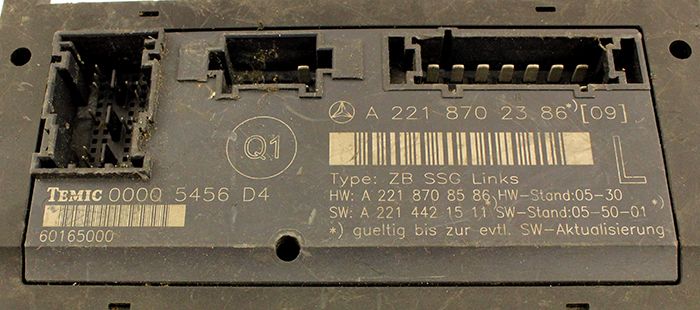 A 221 870 23 86*) [09]
Q1
Type: ZB SSG Links
L
TEMIC 0000 5456 D4
HW: A 221 870 85 86 HW-Stand:05-30
SW: A 221 442 15 11 SW-Stand:05-50-01 *)
60165000
*) gueltig bis zur evtl. SW-Aktualisierung